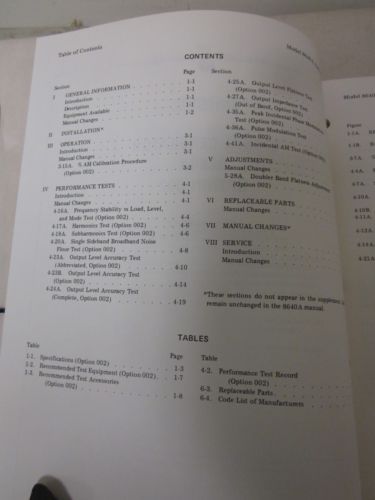 Table of Contents
Model 8640
CONTENTS
Section Page
I GENERAL INFORMATION 1-1
Introduction 1-1
Description 1-1
Equipment Available 1-2
Manual Changes
II INSTALLATION*
III OPERATION 3-1
Introduction 3-1
Manual Changes 3-1
3-15A. % AM Calibration Procedure
(Option 002) 3-2
IV PERFORMANCE TESTS 4-1
Introduction 4-1
Manual Changes 4-1
4-16A. Frequency Stability vs Load, Level,
and Mode Test (Option 002) 4-4
4-17A. Harmonics Test (Option 002) 4-6
4-18A. Subharmonics Test (Option 002) 4-6
4-20A. Single Sideband Broadband Noise
Floor Test (Option 002) 4-8
4-23A. Output Level Accuracy Test
(Abbreviated, Option 002) 4-10
4-23B. Output Level Accuracy Test
(Option 002) 4-14
4-24A. Output Level Accuracy Test
(Complete, Option 002) 4-19
Section
4-25A. Output Level Flatness Test
(Option 002)
4-27A. Output Impedance Test
(Out of Band, Option 002)
4-35A. Peak Incidental Phase
Test (Option 002)
4-36A. Pulse Modulation Test
(Option 002)
4-41A. Incidental AM Test (Option 002)
V ADJUSTMENTS
Manual Changes
5-28A. Doubler Band Flatness Adjustment
(Option 002)
VI REPLACEABLE PARTS
Manual Changes
VII MANUAL CHANGES*
VIII SERVICE
Introduction
Manual Changes
*These sections do not appear in the supplement
remain unchanged in the 8640A manual.
TABLES
Table Page
1-1. Specifications (Option 002) 1-3
1-2. Recommended Test Equipment (Option 002) 1-7
1-3. Recommended Test Accessories
(Option 002) 1-8
Table
4-2. Performance Test Record
(Option 002)
6-3. Replaceable Parts
6-4. Code List of Manufacturers
Model 8640
Figure